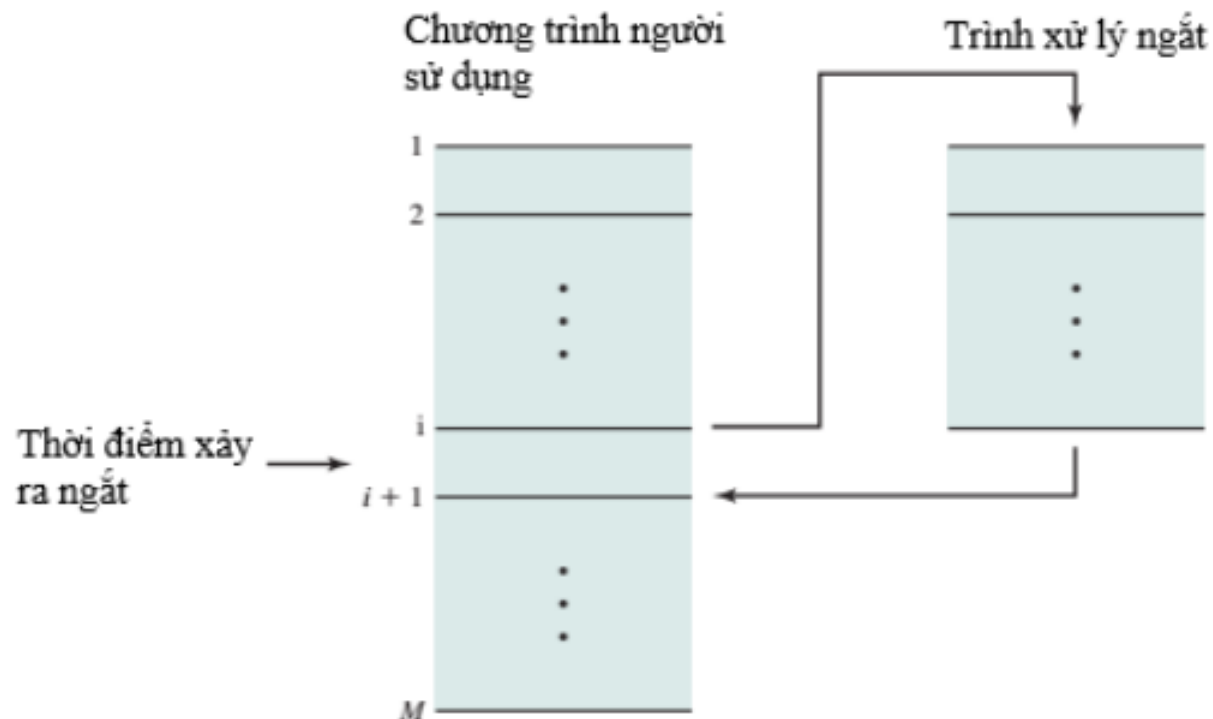 Chương trình người
sử dụng
Trình xử lý ngắt
1
2
i
Thời điểm xảy
ra ngắt
i + 1
M